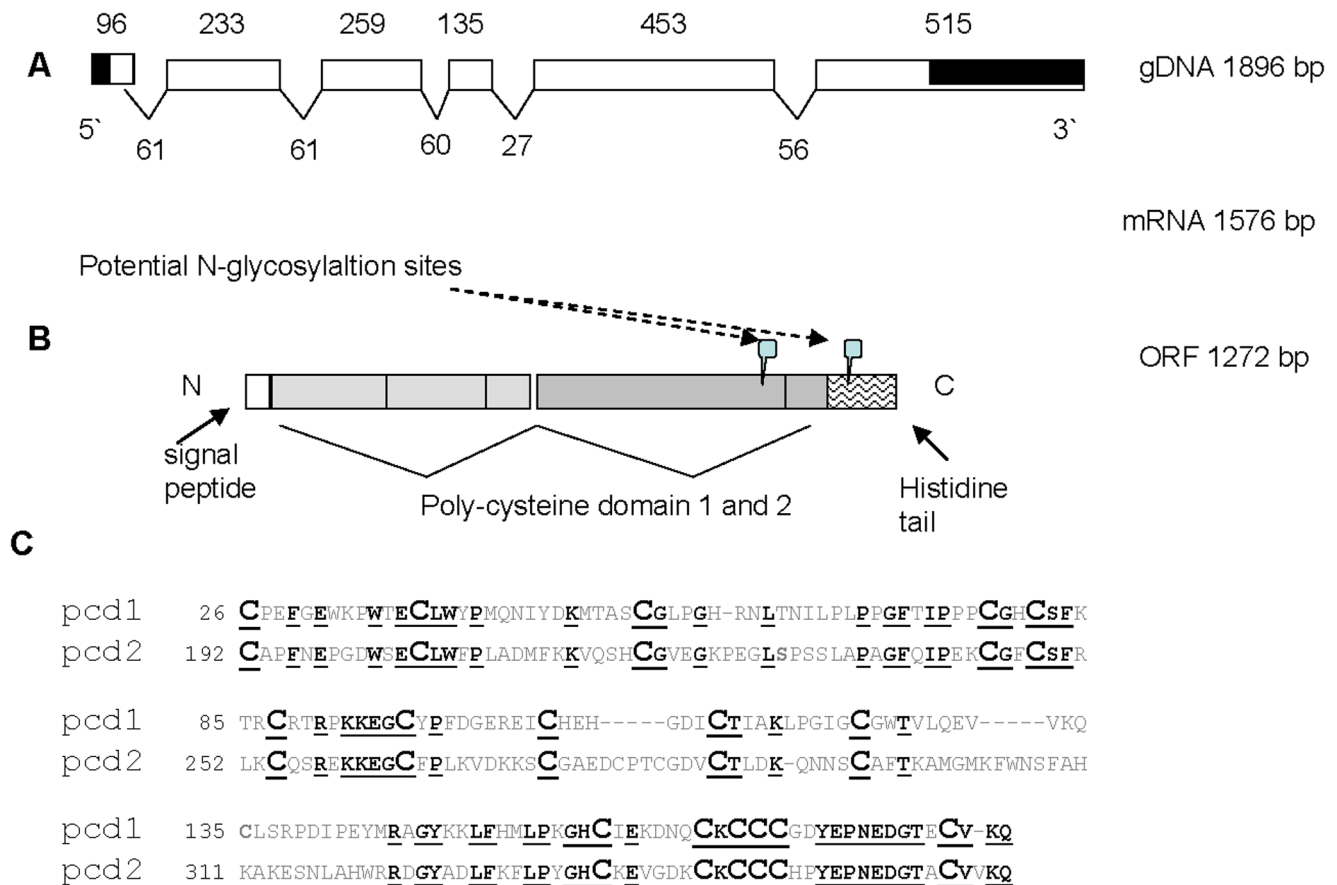 96 233 259 135 453 515
A gDNA 1896 bp
5` 3`
61 61 60 27 56
mRNA 1576 bp
Potential N-glycosylaltion sites
B
ORF 1272 bp
N C
signal
peptide
Poly-cysteine domain 1 and 2
Histidine
tail
C
pcd1 26 CPEFGEWKPWTECLWYPMQNIYDKMTASCGLPGH-RNLTNILPLPPGFTIPPPCGHCSFK
pcd2 192 CAPFNEPGDWSECLWFPLADMFKKVQSHCGVEGKPEGLSPSSLAPAGFQIPEKCGFCSFR
pcd1 85 TRCRTRPKKEGCYPFDGEREICHEH-----GDICTIAKLPGIGCGWTVLQEV-----VKQ
pcd2 252 LKCQSREKKEGCFPLKVDKKSCGAEDCPTCGDVCTLDK-QNNSCAFTKAMGMKFWNSFAH
pcd1 135 CLSRPDIPEYMRAGYKKLFHMLPKGHCIEKDNQCKCCCGDYEPNEDGTECV-KQ
pcd2 311 KAKESNLAHWRRDGYADLFKFLPYGHCKEVGDKCKCCCHPYEPNEDGTACVVKQ